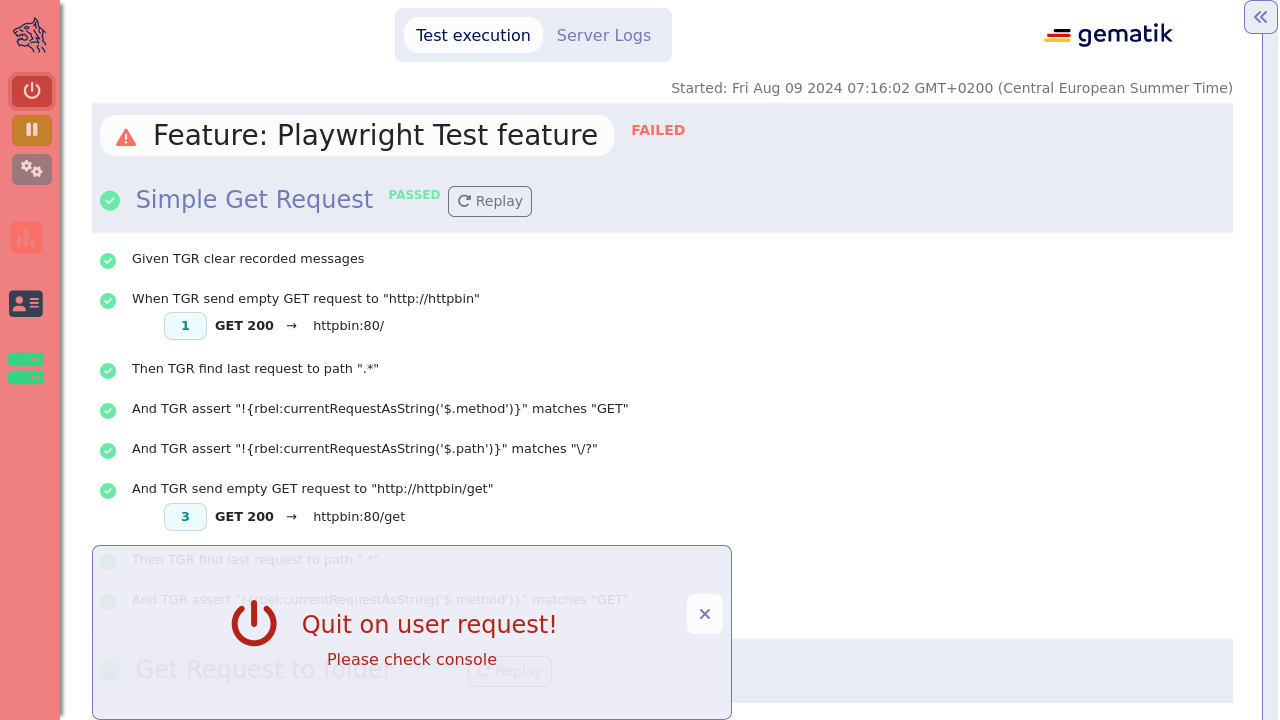 Test execution
Server Logs
gematik
Started: Fri Aug 09 2024 07:16:02 GMT+0200 (Central European Summer Time)
Feature: Playwright Test feature
FAILED
Simple Get Request
PASSED
Replay
Given TGR clear recorded messages
When TGR send empty GET request to "http://httpbin"
1 GET 200 → httpbin:80/
Then TGR find last request to path ".*"
And TGR assert "!{rbel:currentRequestAsString('$.method')}" matches "GET"
And TGR assert "!{rbel:currentRequestAsString('$.path')}" matches "\/?"
And TGR send empty GET request to "http://httpbin/get"
3 GET 200 → httpbin:80/get
Then TGR find last request to path ".*"
And TGR assert "!{rbel:currentRequestAsString('$.method')}" matches "GET"
Quit on user request!
Please check console
Get Request to folder
Replay